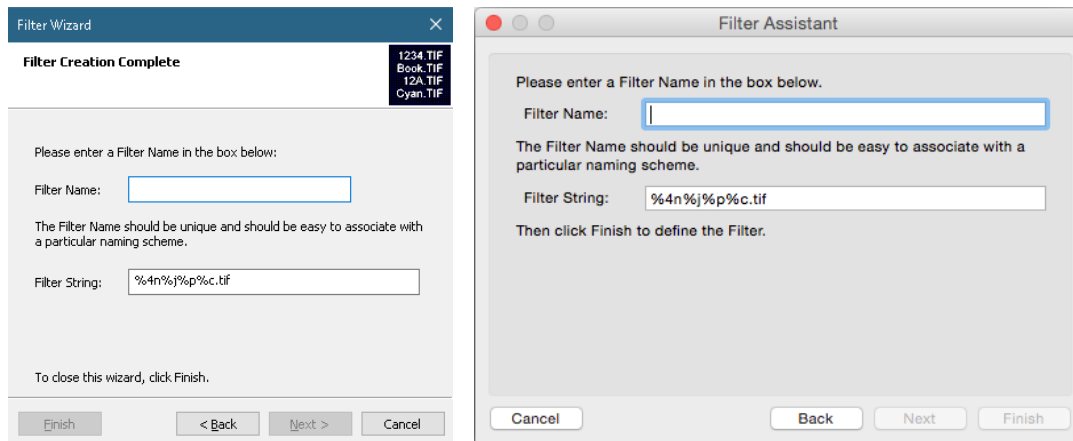 Filter Wizard
Filter Creation Complete
1234.TIF
Book.TIF
12A.TIF
Cyan.TIF
Please enter a Filter Name in the box below:
Filter Name:
The Filter Name should be unique and should be easy to associate with
a particular naming scheme.
Filter String: %4n%j%p%c.tif
To close this wizard, click Finish.
Finish < Back Next > Cancel
Filter Assistant
Please enter a Filter Name in the box below.
Filter Name:
The Filter Name should be unique and should be easy to associate with a
particular naming scheme.
Filter String: %4n%j%p%c.tif
Then click Finish to define the Filter.
Cancel Back Next Finish